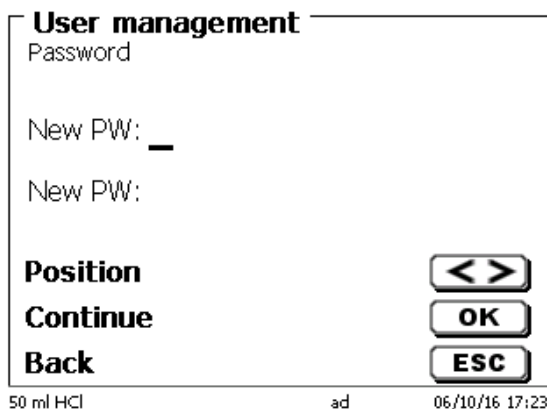 User management
Password
New PW:
New PW:
Position < >
Continue OK
Back ESC
50 ml HCl ad 06/10/16 17:23